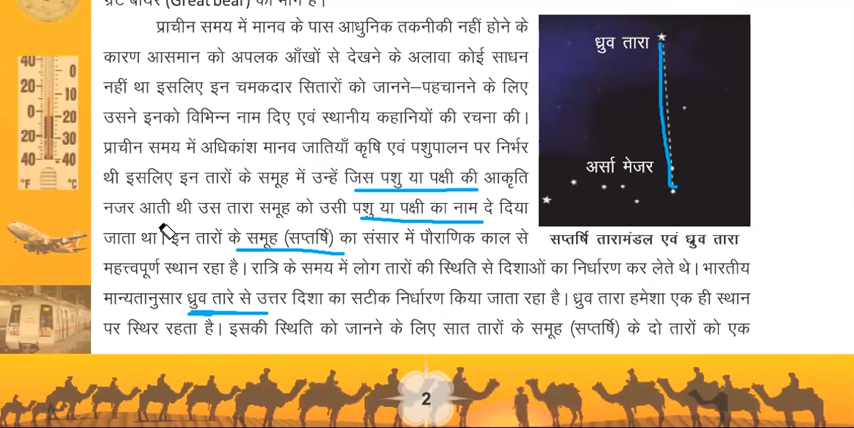 ग्रेट बीयर (Great bear) का भाग है।
प्राचीन समय में मानव के पास आधुनिक तकनीकी नहीं होने के
कारण आसमान को अपलक आँखों से देखने के अलावा कोई साधन
नहीं था इसलिए इन चमकदार सितारों को जानने–पहचानने के लिए
उसने इनको विभिन्न नाम दिए एवं स्थानीय कहानियों की रचना की।
प्राचीन समय में अधिकांश मानव जातियाँ कृषि एवं पशुपालन पर निर्भर
थी इसलिए इन तारों के समूह में उन्हें जिस पशु या पक्षी की आकृति
नजर आती थी उस तारा समूह को उसी पशु या पक्षी का नाम दे दिया
जाता था। इन तारों के समूह (सप्तर्षि) का संसार में पौराणिक काल से
महत्त्वपूर्ण स्थान रहा है। रात्रि के समय में लोग तारों की स्थिति से दिशाओं का निर्धारण कर लेते थे। भारतीय
मान्यतानुसार ध्रुव तारे से उत्तर दिशा का सटीक निर्धारण किया जाता रहा है। ध्रुव तारा हमेशा एक ही स्थान
पर स्थिर रहता है। इसकी स्थिति को जानने के लिए सात तारों के समूह (सप्तर्षि) के दो तारों को एक
ध्रुव तारा
अर्सा मेजर
सप्तर्षि तारामंडल एवं ध्रुव तारा
40 0
20 10
0 20
20 30
40 40
°F °C
2